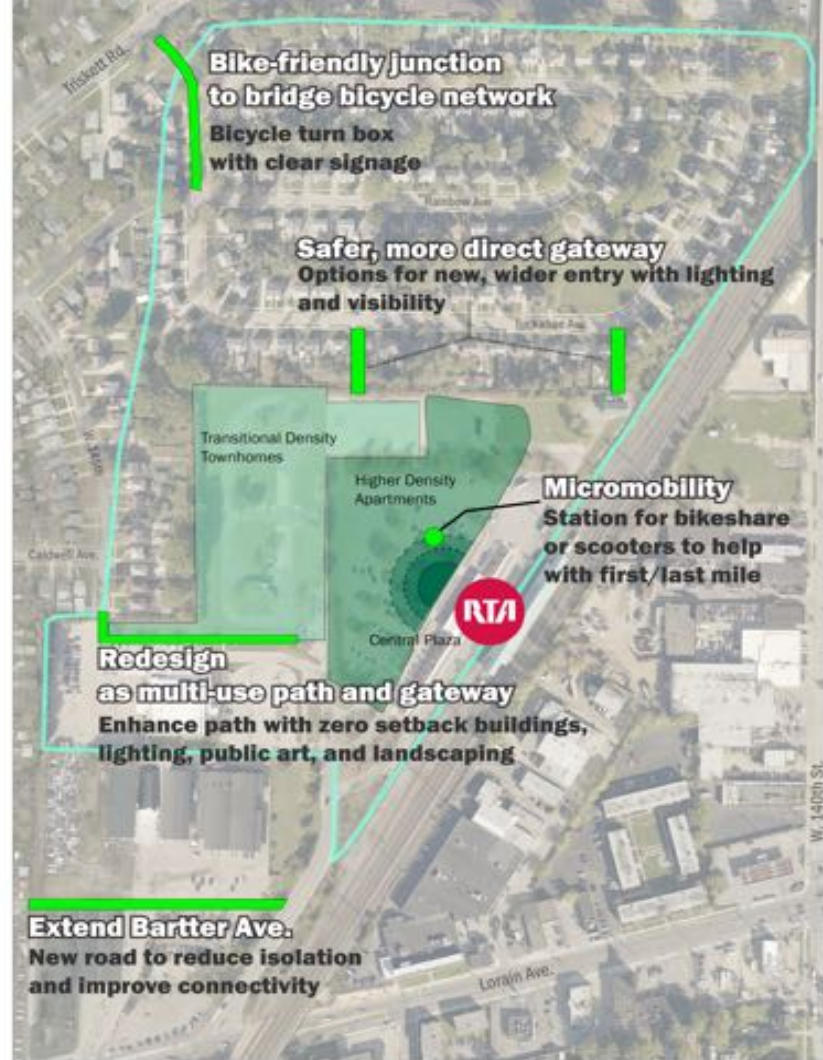 Triskett Rd.
Bike-friendly junction
to bridge bicycle network
Bicycle turn box
with clear signage
Rainbow Ave
Safer, more direct gateway
Options for new, wider entry with lighting
and visibility
Tuckahoe Ave
Transitional Density
Townhomes
Higher Density
Apartments
Micromobility
Station for bikeshare
or scooters to help
with first/last mile
Caldwell Ave.
RTA
Central Plaza
Redesign
as multi-use path and gateway
Enhance path with zero setback buildings,
lighting, public art, and landscaping
W. 140th St.
Extend Bartter Ave.
New road to reduce isolation
and improve connectivity
Lorain Ave.